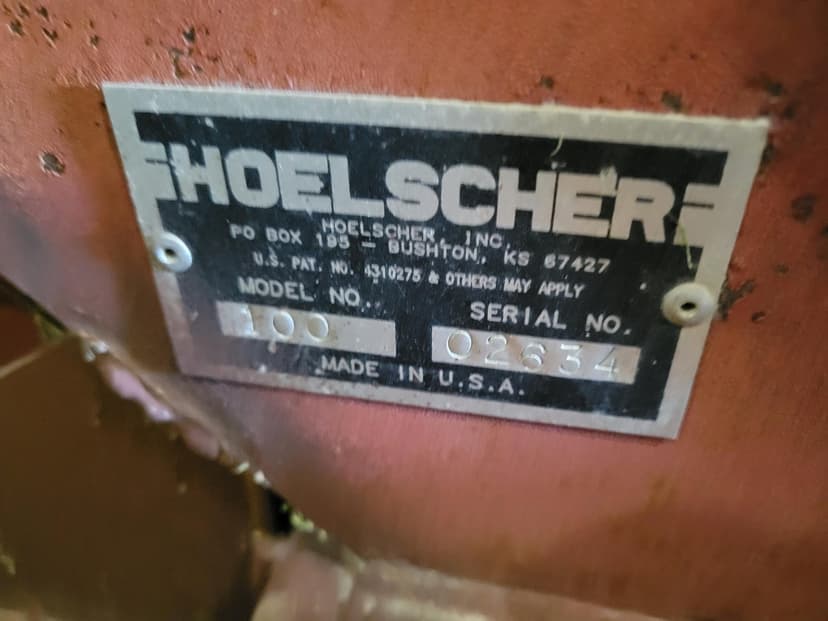 HOELSCHER
HOELSCHER, INC.
PO BOX 195 — BUSHTON, KS 67427
U.S. PAT. NO. 4310275 & OTHERS MAY APPLY
MODEL NO. SERIAL NO.
100 02634
MADE IN U.S.A.